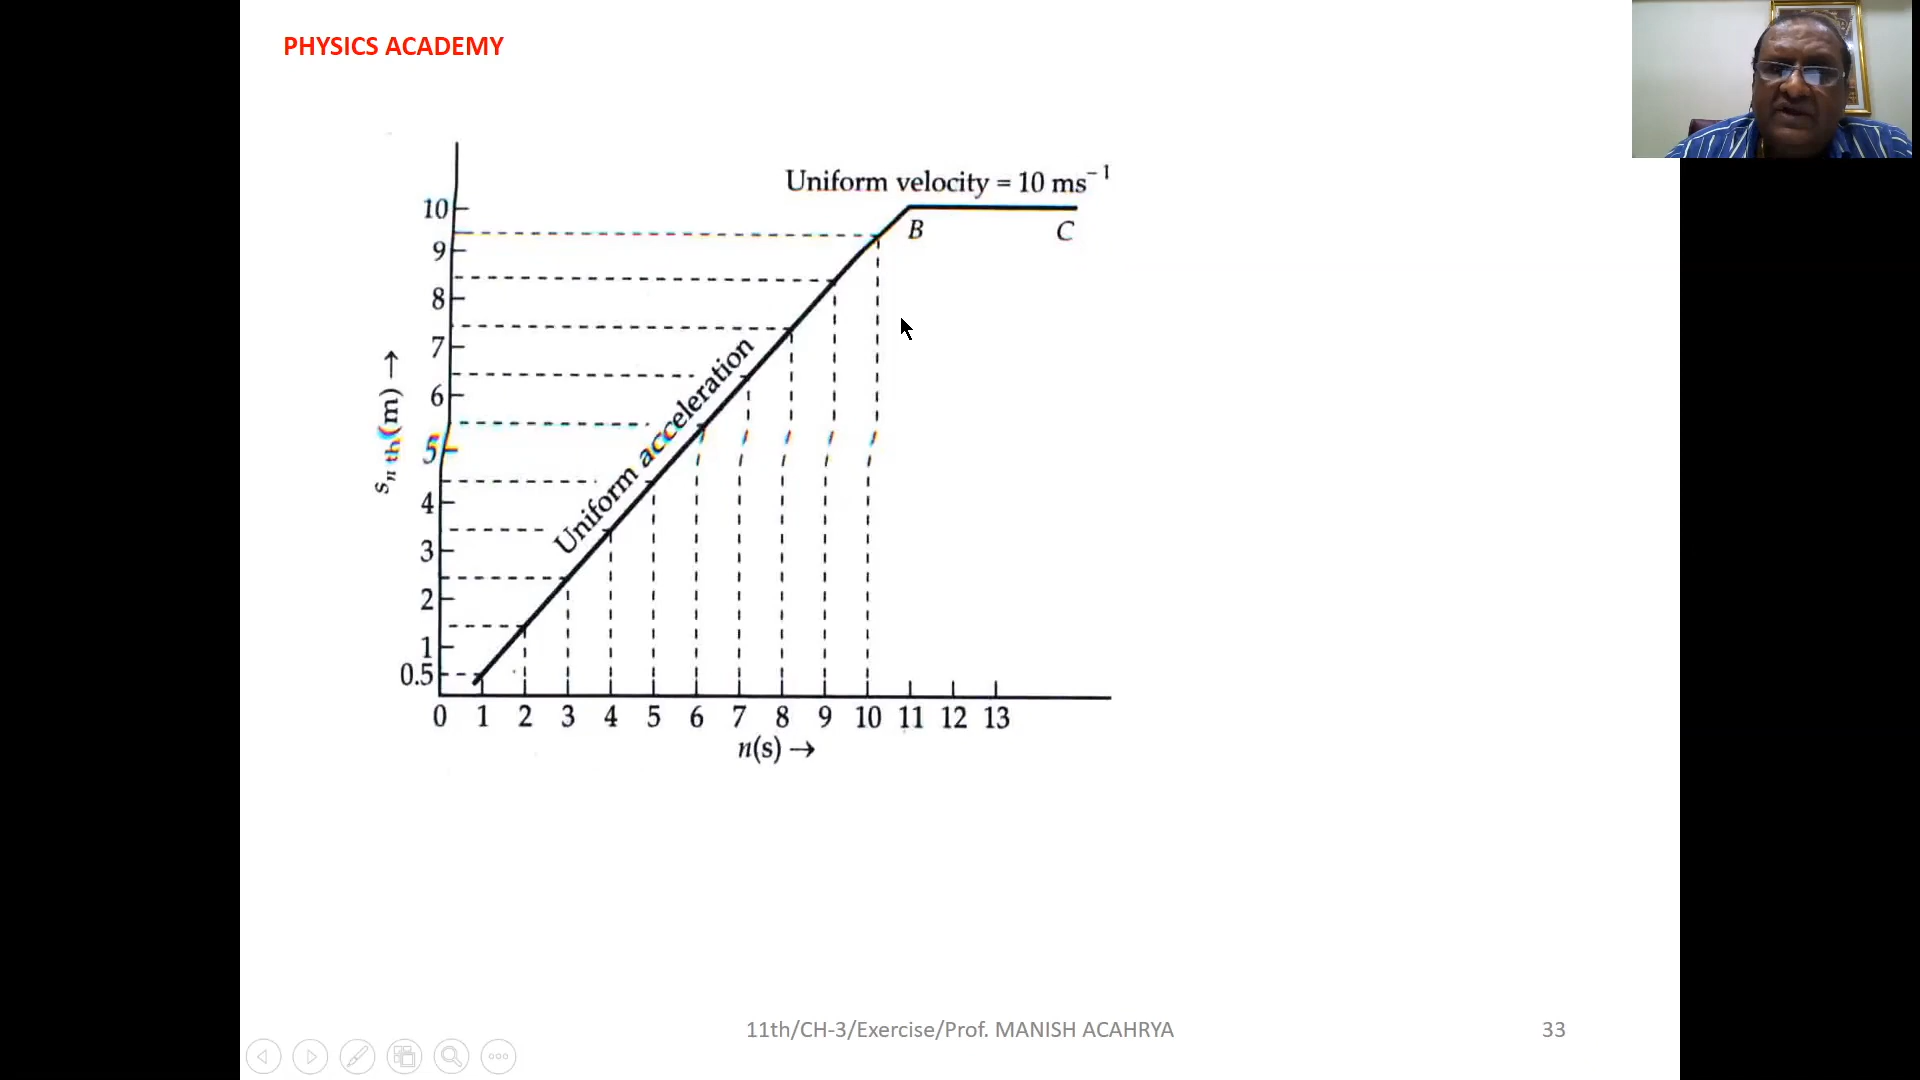 PHYSICS ACADEMY
Uniform velocity = 10 ms⁻¹
10
B
C
9
8
7
6
5
4
3
2
1
0.5
sₙ th (m) →
Uniform acceleration
0 1 2 3 4 5 6 7 8 9 10 11 12 13
n(s) →
11th/CH-3/Exercise/Prof. MANISH ACAHRYA
33